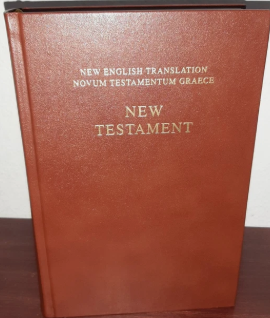 NEW ENGLISH TRANSLATION
NOVUM TESTAMENTUM GRAECE
NEW
TESTAMENT